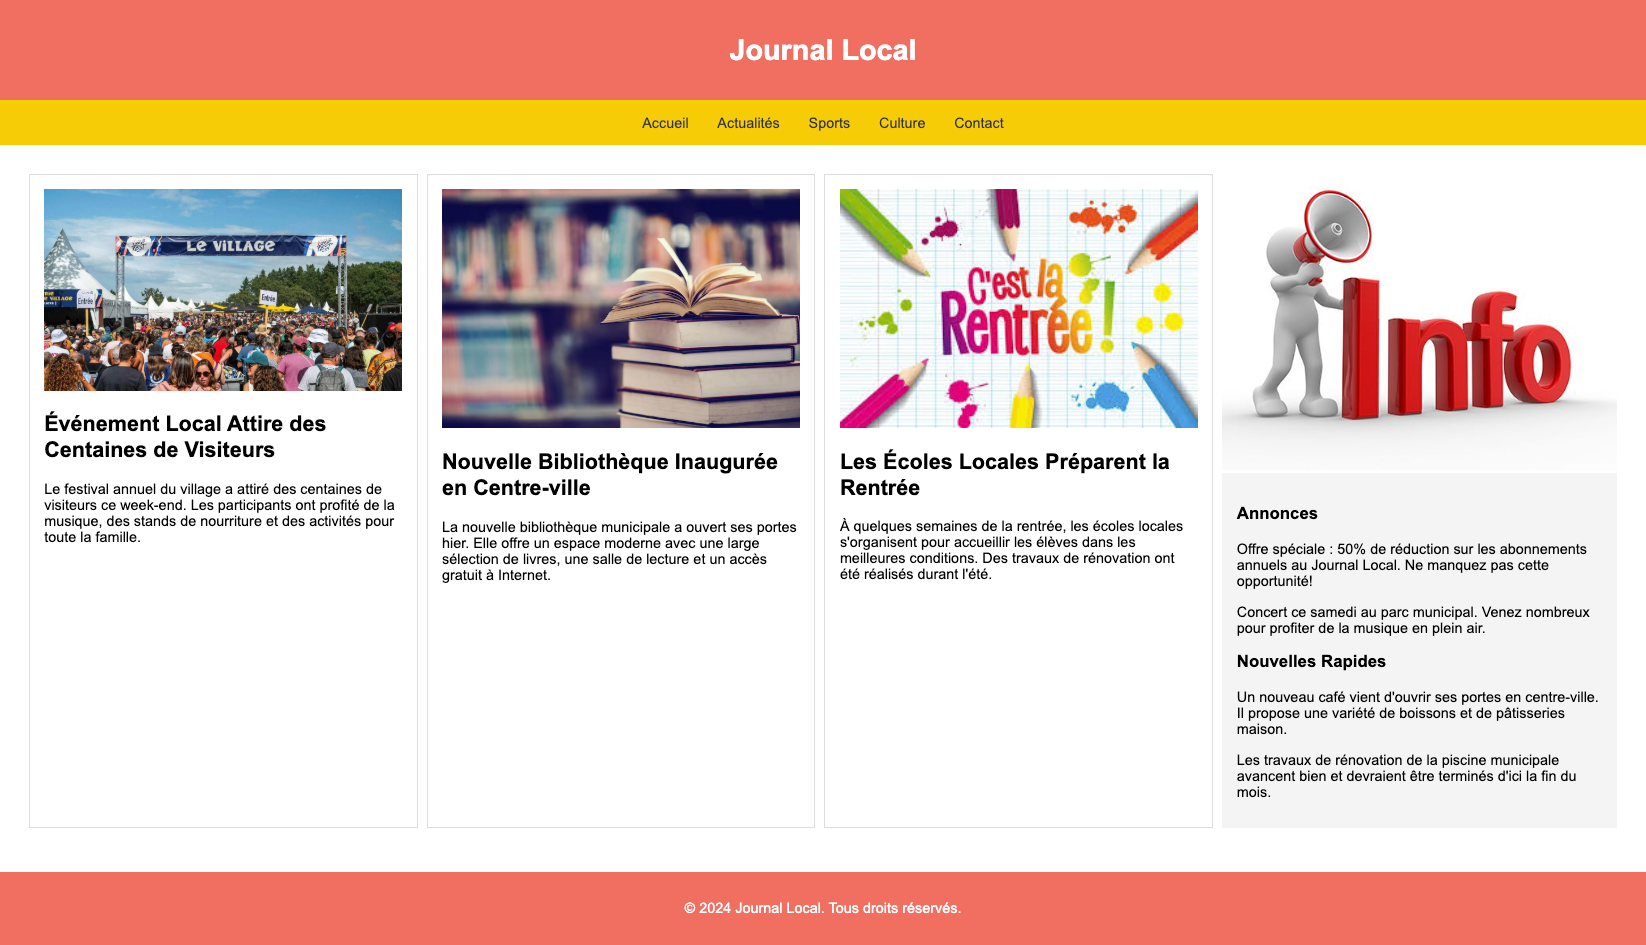 Journal Local
Accueil
Actualités
Sports
Culture
Contact
LE VILLAGE
Entrée
Entrée
Événement Local Attire des
Centaines de Visiteurs
Le festival annuel du village a attiré des centaines de
visiteurs ce week-end. Les participants ont profité de la
musique, des stands de nourriture et des activités pour
toute la famille.
Nouvelle Bibliothèque Inaugurée
en Centre-ville
La nouvelle bibliothèque municipale a ouvert ses portes
hier. Elle offre un espace moderne avec une large
sélection de livres, une salle de lecture et un accès
gratuit à Internet.
C'est la
Rentrée !
Les Écoles Locales Préparent la
Rentrée
À quelques semaines de la rentrée, les écoles locales
s'organisent pour accueillir les élèves dans les
meilleures conditions. Des travaux de rénovation ont
été réalisés durant l'été.
Info
Annonces
Offre spéciale : 50% de réduction sur les abonnements
annuels au Journal Local. Ne manquez pas cette
opportunité!
Concert ce samedi au parc municipal. Venez nombreux
pour profiter de la musique en plein air.
Nouvelles Rapides
Un nouveau café vient d'ouvrir ses portes en centre-ville.
Il propose une variété de boissons et de pâtisseries
maison.
Les travaux de rénovation de la piscine municipale
avancent bien et devraient être terminés d'ici la fin du
mois.
© 2024 Journal Local. Tous droits réservés.